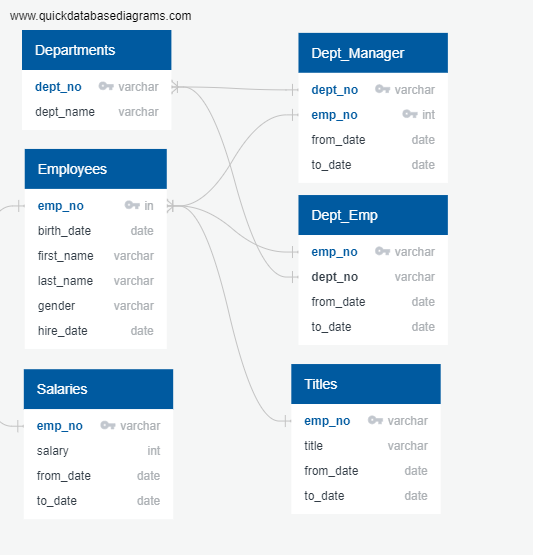 www.quickdatabasediagrams.com
Departments
dept_no varchar
dept_name varchar
Employees
emp_no in
birth_date date
first_name varchar
last_name varchar
gender varchar
hire_date date
Salaries
emp_no varchar
salary int
from_date date
to_date date
Dept_Manager
dept_no varchar
emp_no int
from_date date
to_date date
Dept_Emp
emp_no varchar
dept_no varchar
from_date date
to_date date
Titles
emp_no varchar
title varchar
from_date date
to_date date